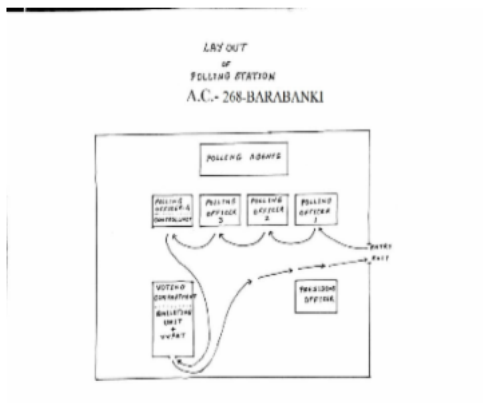 LAY OUT
OF
POLLING STATION
A.C.- 268-BARABANKI
POLLING AGENTS
POLLING
OFFICER
CONTROL UNIT
POLLING
OFFICER
3
POLLING
OFFICER
2
POLLING
OFFICER
1
ENTRY
EXIT
VOTING
COMPARTMENT
BALLOTING
UNIT
+
VVPAT
PRESIDING
OFFICER